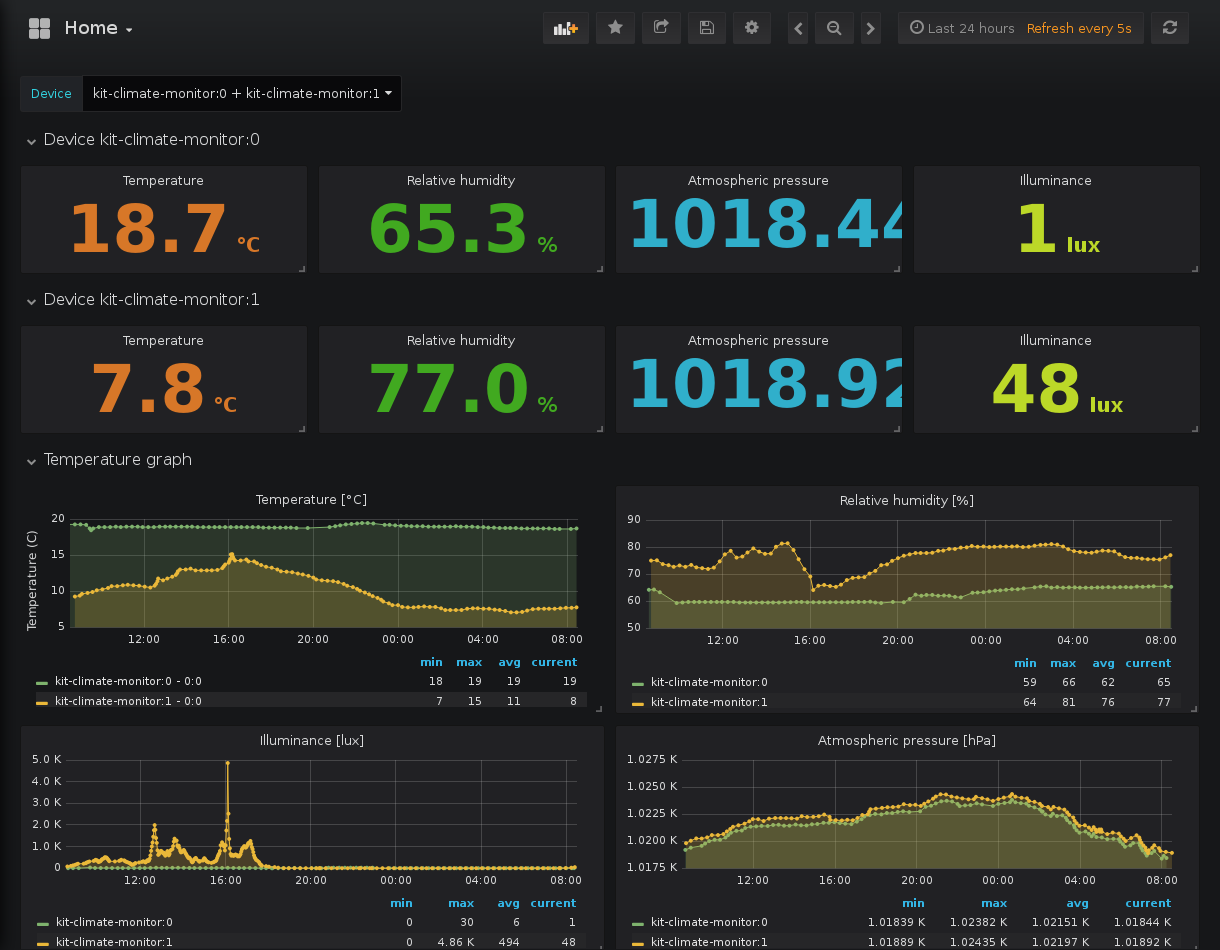 Home
Last 24 hours Refresh every 5s
Device kit-climate-monitor:0 + kit-climate-monitor:1
Device kit-climate-monitor:0
Temperature
18.7 °C
Relative humidity
65.3 %
Atmospheric pressure
1018.44
Illuminance
1 lux
Device kit-climate-monitor:1
Temperature
7.8 °C
Relative humidity
77.0 %
Atmospheric pressure
1018.92
Illuminance
48 lux
Temperature graph
Temperature [°C]
Temperature (C)
20
15
10
5
12:00 16:00 20:00 00:00 04:00 08:00
min max avg current
kit-climate-monitor:0 - 0:0 18 19 19 19
kit-climate-monitor:1 - 0:0 7 15 11 8
Relative humidity [%]
90
80
70
60
50
12:00 16:00 20:00 00:00 04:00 08:00
min max avg current
kit-climate-monitor:0 59 66 62 65
kit-climate-monitor:1 64 81 76 77
Illuminance [lux]
5.0 K
4.0 K
3.0 K
2.0 K
1.0 K
0
12:00 16:00 20:00 00:00 04:00 08:00
min max avg current
kit-climate-monitor:0 0 30 6 1
kit-climate-monitor:1 0 4.86 K 494 48
Atmospheric pressure [hPa]
1.0275 K
1.0250 K
1.0225 K
1.0200 K
1.0175 K
12:00 16:00 20:00 00:00 04:00 08:00
min max avg current
kit-climate-monitor:0 1.01839 K 1.02382 K 1.02151 K 1.01844 K
kit-climate-monitor:1 1.01889 K 1.02435 K 1.02197 K 1.01892 K